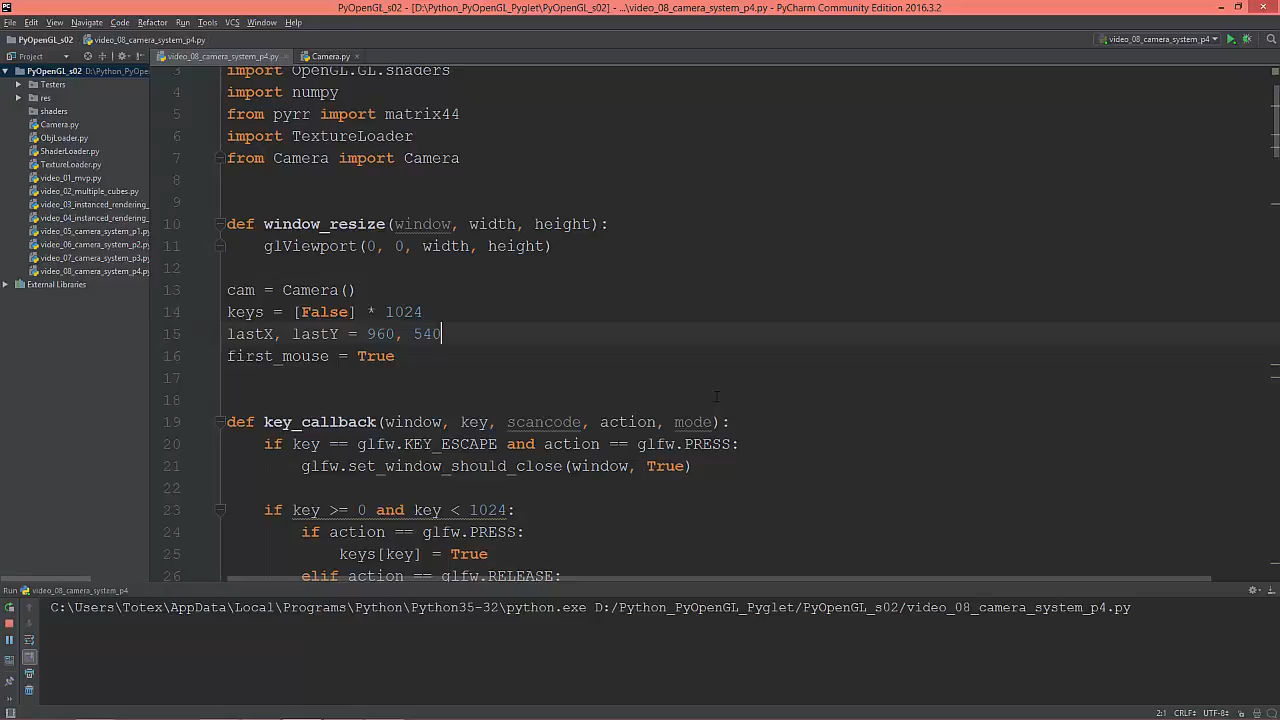 PyOpenGL_s02 - [D:\Python_PyOpenGL_Pyglet\PyOpenGL_s02] - ...\video_08_camera_system_p4.py - PyCharm Community Edition 2016.3.2
File Edit View Navigate Code Refactor Run Tools VCS Window Help
PyOpenGL_s02 video_08_camera_system_p4.py
video_08_camera_system_p4
Project
video_08_camera_system_p4.py
Camera.py
PyOpenGL_s02 D:\Python_PyOpe
Testers
res
shaders
Camera.py
ObjLoader.py
ShaderLoader.py
TextureLoader.py
video_01_mvp.py
video_02_multiple_cubes.py
video_03_instanced_rendering_
video_04_instanced_rendering_
video_05_camera_system_p1.py
video_06_camera_system_p2.py
video_07_camera_system_p3.py
video_08_camera_system_p4.py
External Libraries
3 import OpenGL.GL.shaders
4 import numpy
5 from pyrr import matrix44
6 import TextureLoader
7 from Camera import Camera
8
9
10 def window_resize(window, width, height):
11 glViewport(0, 0, width, height)
12
13 cam = Camera()
14 keys = [False] * 1024
15 lastX, lastY = 960, 540
16 first_mouse = True
17
18
19 def key_callback(window, key, scancode, action, mode):
20 if key == glfw.KEY_ESCAPE and action == glfw.PRESS:
21 glfw.set_window_should_close(window, True)
22
23 if key >= 0 and key < 1024:
24 if action == glfw.PRESS:
25 keys[key] = True
26 elif action == glfw.RELEASE:
Run video_08_camera_system_p4
C:\Users\Totex\AppData\Local\Programs\Python\Python35-32\python.exe D:/Python_PyOpenGL_Pyglet/PyOpenGL_s02/video_08_camera_system_p4.py
2:1 CRLF÷ UTF-8÷